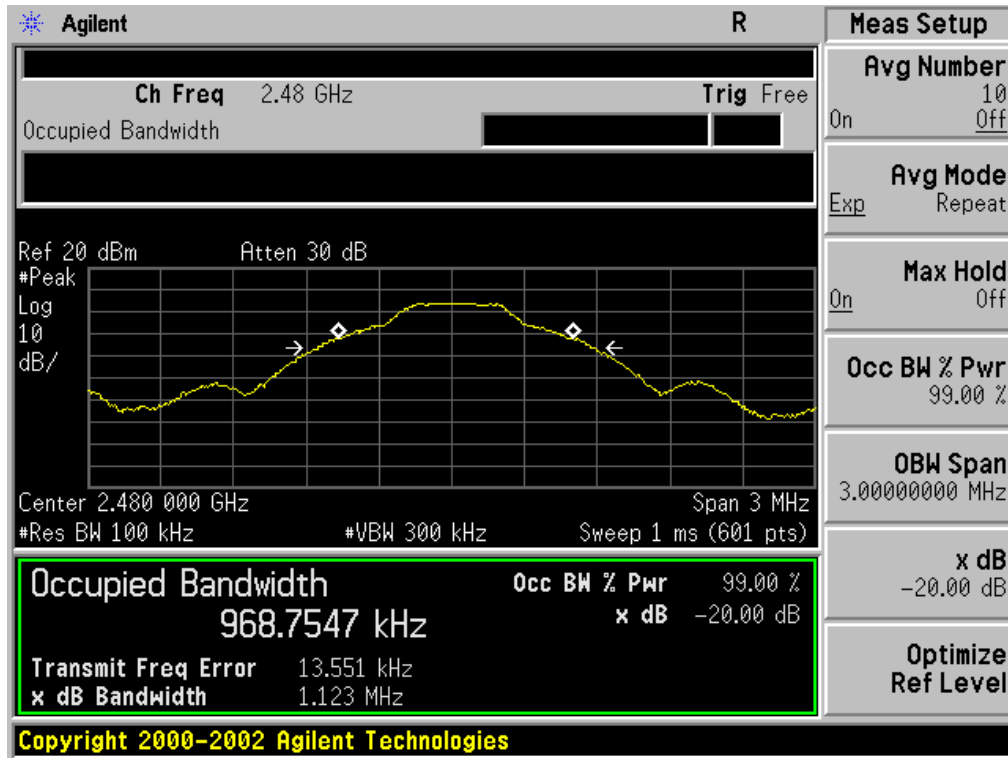 Agilent R
Ch Freq 2.48 GHz Trig Free
Occupied Bandwidth
Ref 20 dBm Atten 30 dB
#Peak
Log
10
dB/
Center 2.480 000 GHz Span 3 MHz
#Res BW 100 kHz #VBW 300 kHz Sweep 1 ms (601 pts)
Occupied Bandwidth Occ BW % Pwr 99.00 %
968.7547 kHz x dB -20.00 dB
Transmit Freq Error 13.551 kHz
x dB Bandwidth 1.123 MHz
Copyright 2000-2002 Agilent Technologies
Meas Setup
Avg Number
10
On Off
Avg Mode
Exp Repeat
Max Hold
On Off
Occ BW % Pwr
99.00 %
OBW Span
3.00000000 MHz
x dB
-20.00 dB
Optimize
Ref Level